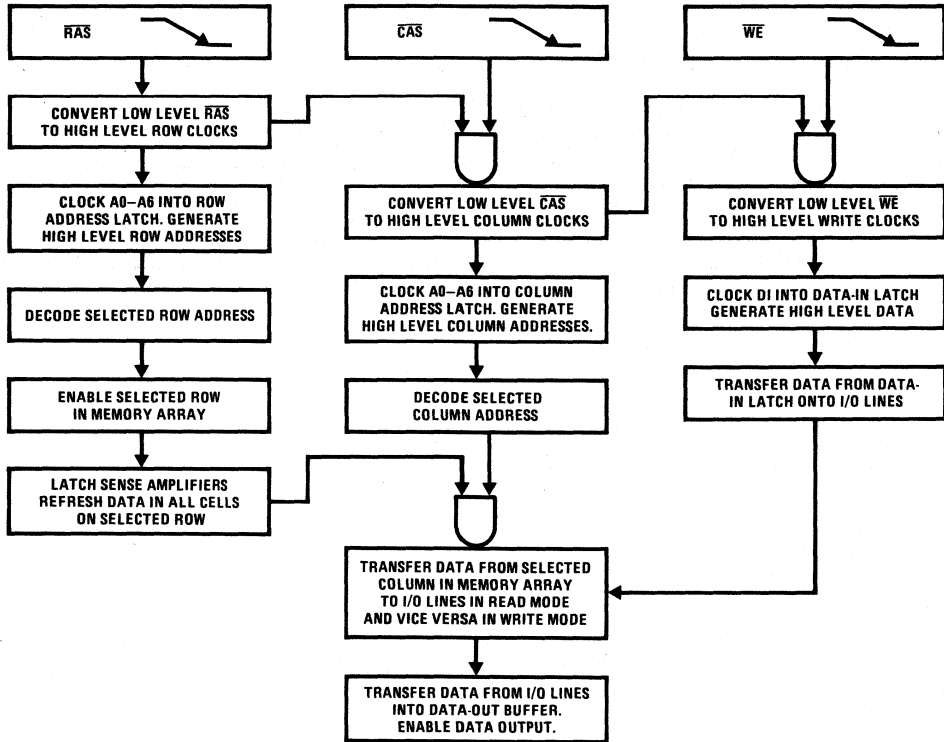 R̅A̅S̅
C̅A̅S̅
W̅E̅
CONVERT LOW LEVEL R̅A̅S̅
TO HIGH LEVEL ROW CLOCKS
CLOCK A0–A6 INTO ROW
ADDRESS LATCH. GENERATE
HIGH LEVEL ROW ADDRESSES
DECODE SELECTED ROW ADDRESS
ENABLE SELECTED ROW
IN MEMORY ARRAY
LATCH SENSE AMPLIFIERS
REFRESH DATA IN ALL CELLS
ON SELECTED ROW
CONVERT LOW LEVEL C̅A̅S̅
TO HIGH LEVEL COLUMN CLOCKS
CLOCK A0–A6 INTO COLUMN
ADDRESS LATCH. GENERATE
HIGH LEVEL COLUMN ADDRESSES.
DECODE SELECTED
COLUMN ADDRESS
TRANSFER DATA FROM SELECTED
COLUMN IN MEMORY ARRAY
TO I/O LINES IN READ MODE
AND VICE VERSA IN WRITE MODE
TRANSFER DATA FROM I/O LINES
INTO DATA-OUT BUFFER.
ENABLE DATA OUTPUT.
CONVERT LOW LEVEL W̅E̅
TO HIGH LEVEL WRITE CLOCKS
CLOCK DI INTO DATA-IN LATCH
GENERATE HIGH LEVEL DATA
TRANSFER DATA FROM DATA-
IN LATCH ONTO I/O LINES